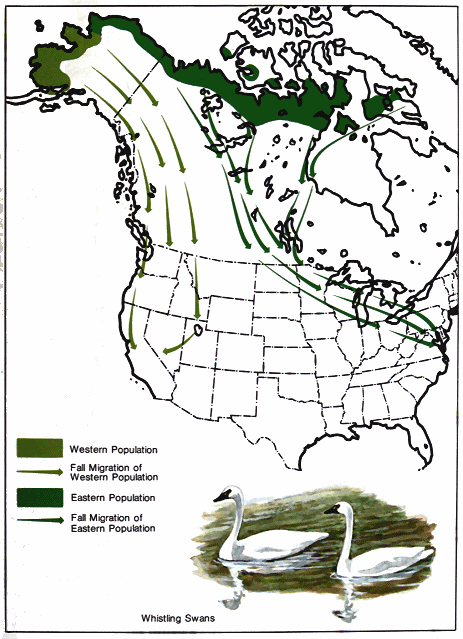 Western Population
Fall Migration of
Western Population
Eastern Population
Fall Migration of
Eastern Population
Whistling Swans